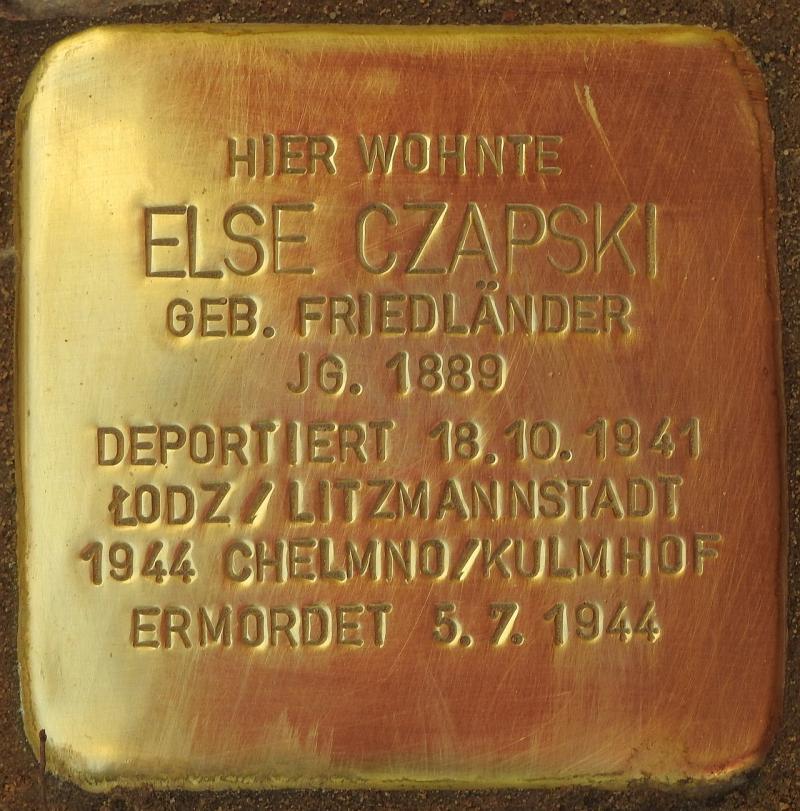 HIER WOHNTE
ELSE CZAPSKI
GEB. FRIEDLÄNDER
JG. 1889
DEPORTIERT 18.10.1941
ŁODZ/LITZMANNSTADT
1944 CHELMNO/KULMHOF
ERMORDET 5.7.1944